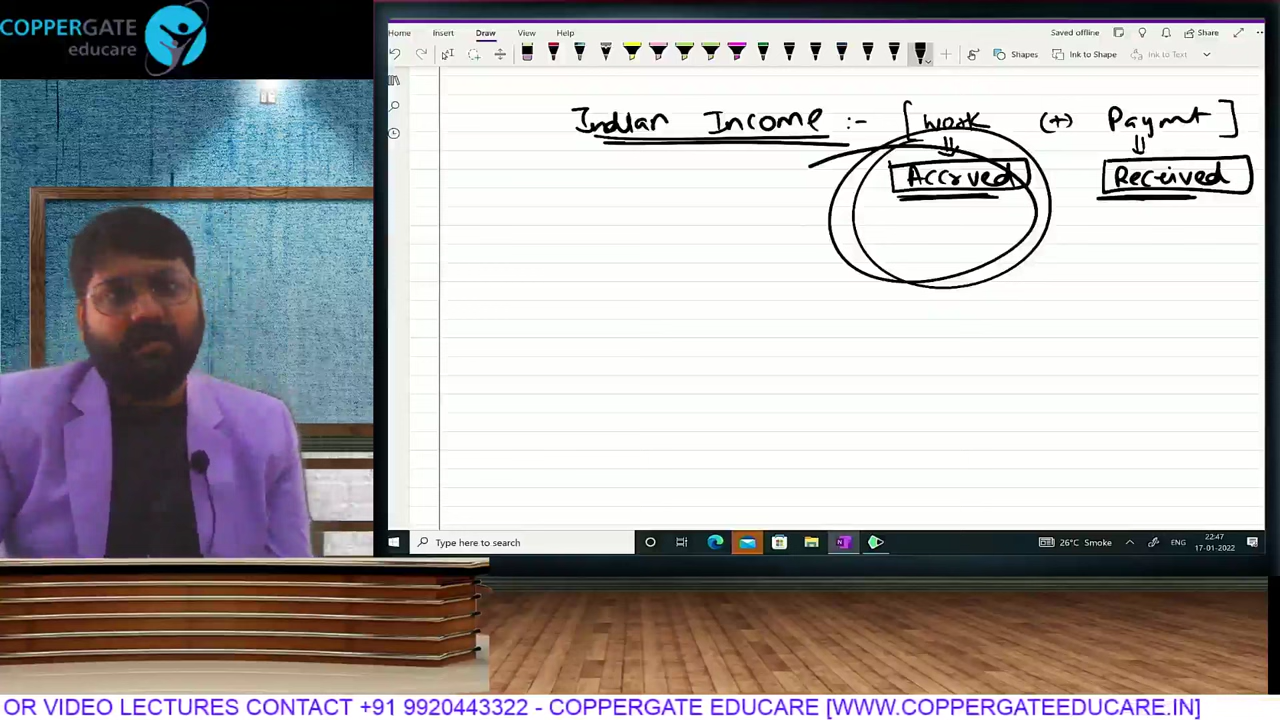 COPPERGATE
educare
Home Insert Draw View Help
Saved offline
Share
Shapes
Ink to Shape
Ink to Text
Indian Income :- [work (+) Paymt]
Accrued Received
Type here to search
26°C Smoke
ENG
22:47
17-01-2022
OR VIDEO LECTURES CONTACT +91 9920443322 - COPPERGATE EDUCARE [WWW.COPPERGATEEDUCARE.IN]